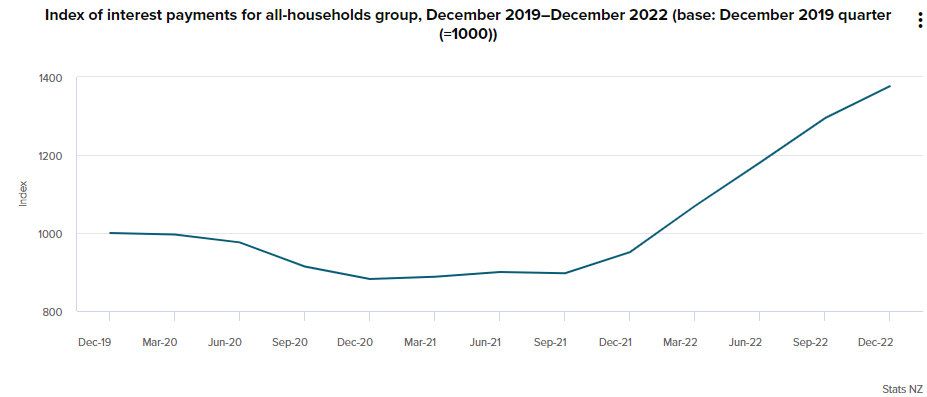 Index of interest payments for all-households group, December 2019–December 2022 (base: December 2019 quarter
(=1000))
1400
1200
1000
800
Index
Dec-19 Mar-20 Jun-20 Sep-20 Dec-20 Mar-21 Jun-21 Sep-21 Dec-21 Mar-22 Jun-22 Sep-22 Dec-22
Stats NZ